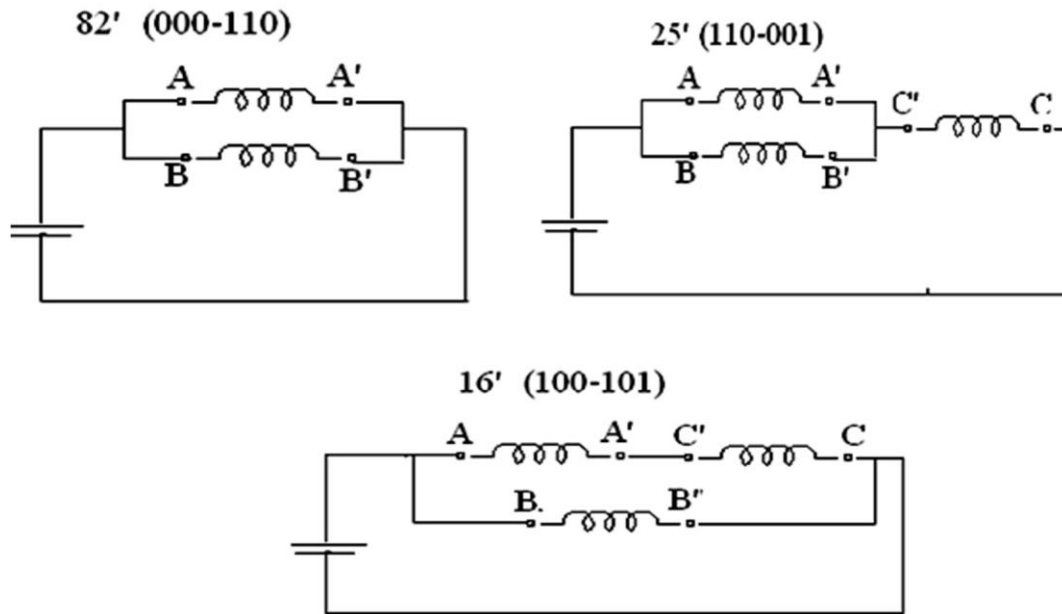 82' (000-110)
25' (110-001)
A A'
B B'
A A'
C' C
B B'
16' (100-101)
A A' C' C
B. B"